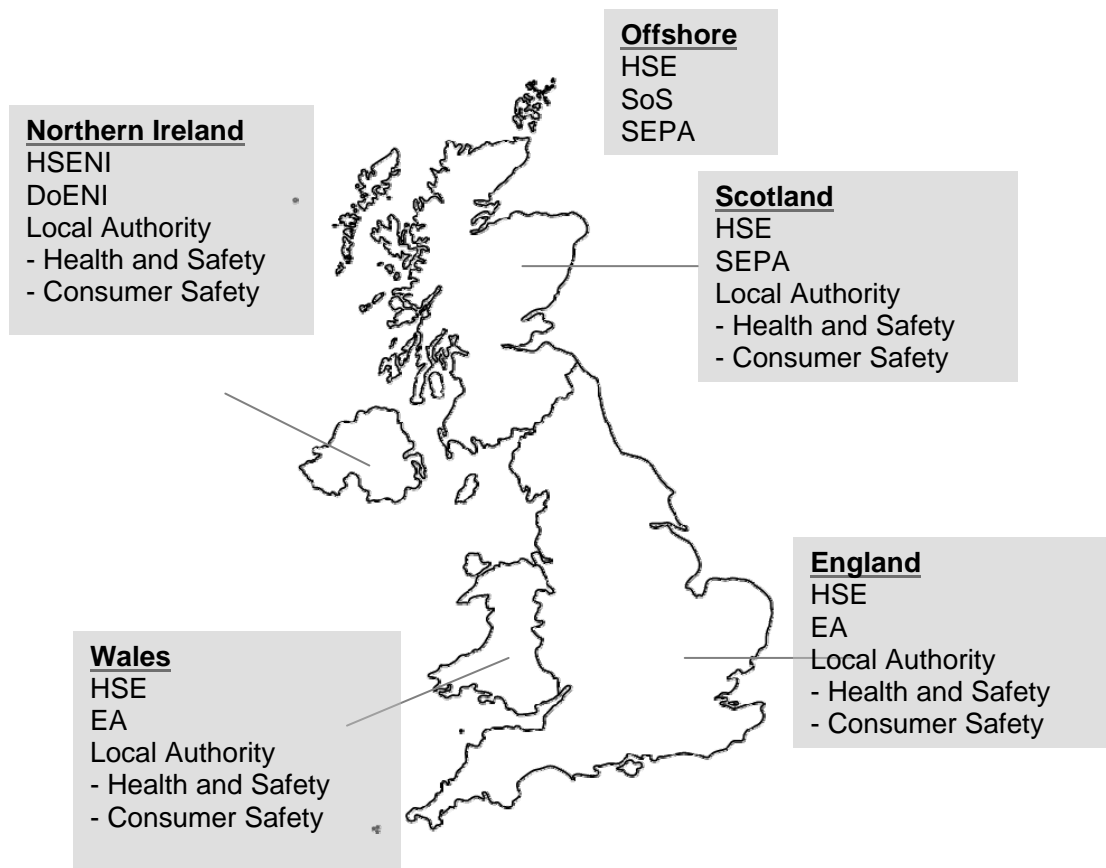 Offshore
HSE
SoS
SEPA
Northern Ireland
HSENI
DoENI
Local Authority
- Health and Safety
- Consumer Safety
Scotland
HSE
SEPA
Local Authority
- Health and Safety
- Consumer Safety
England
HSE
EA
Local Authority
- Health and Safety
- Consumer Safety
Wales
HSE
EA
Local Authority
- Health and Safety
- Consumer Safety